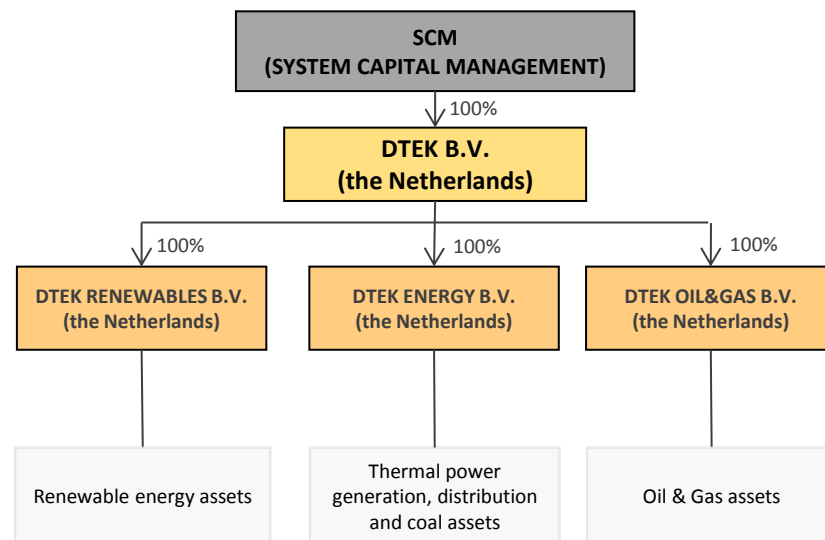 SCM
(SYSTEM CAPITAL MANAGEMENT)
100%
DTEK B.V.
(the Netherlands)
100%
100%
100%
DTEK RENEWABLES B.V.
(the Netherlands)
DTEK ENERGY B.V.
(the Netherlands)
DTEK OIL&GAS B.V.
(the Netherlands)
Renewable energy assets
Thermal power
generation, distribution
and coal assets
Oil & Gas assets